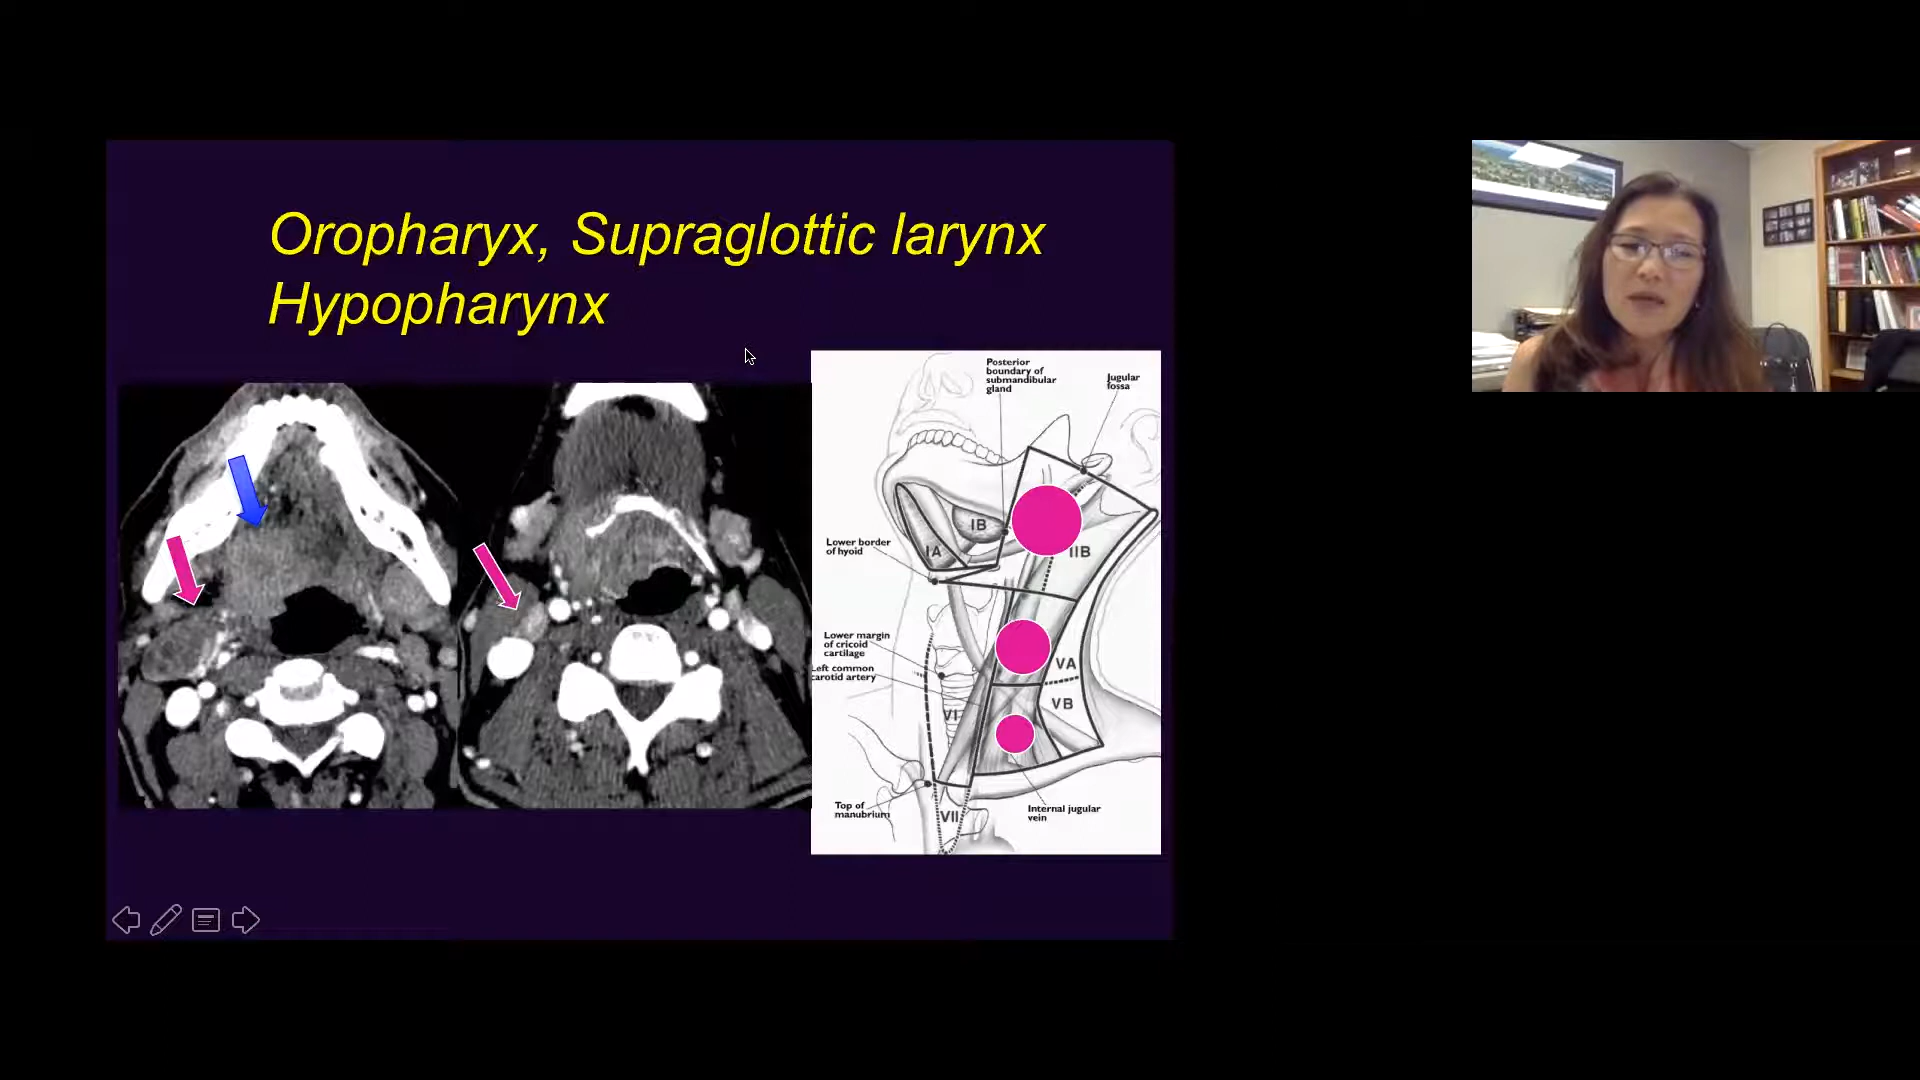 Oropharyx, Supraglottic larynx
Hypopharynx
Posterior
boundary of
submandibular
gland
Jugular
fossa
IB
IA
IIB
Lower border
of hyoid
Lower margin
of cricoid
cartilage
Left common
carotid artery
VA
VB
VI
Top of
manubrium
VII
Internal jugular
vein